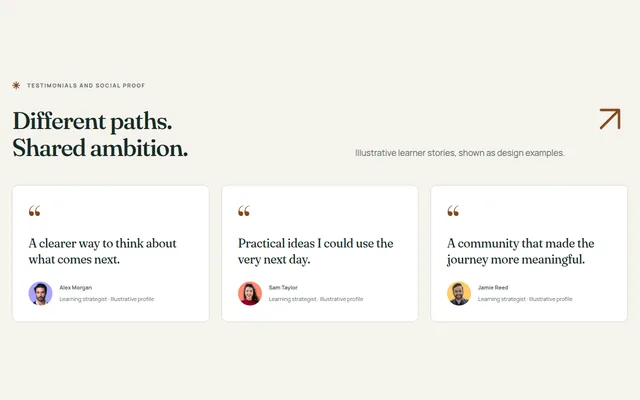 TESTIMONIALS AND SOCIAL PROOF
Different paths.
Shared ambition.
Illustrative learner stories, shown as design examples.
“
A clearer way to think about
what comes next.
Alex Morgan
Learning strategist · Illustrative profile
“
Practical ideas I could use the
very next day.
Sam Taylor
Learning strategist · Illustrative profile
“
A community that made the
journey more meaningful.
Jamie Reed
Learning strategist · Illustrative profile